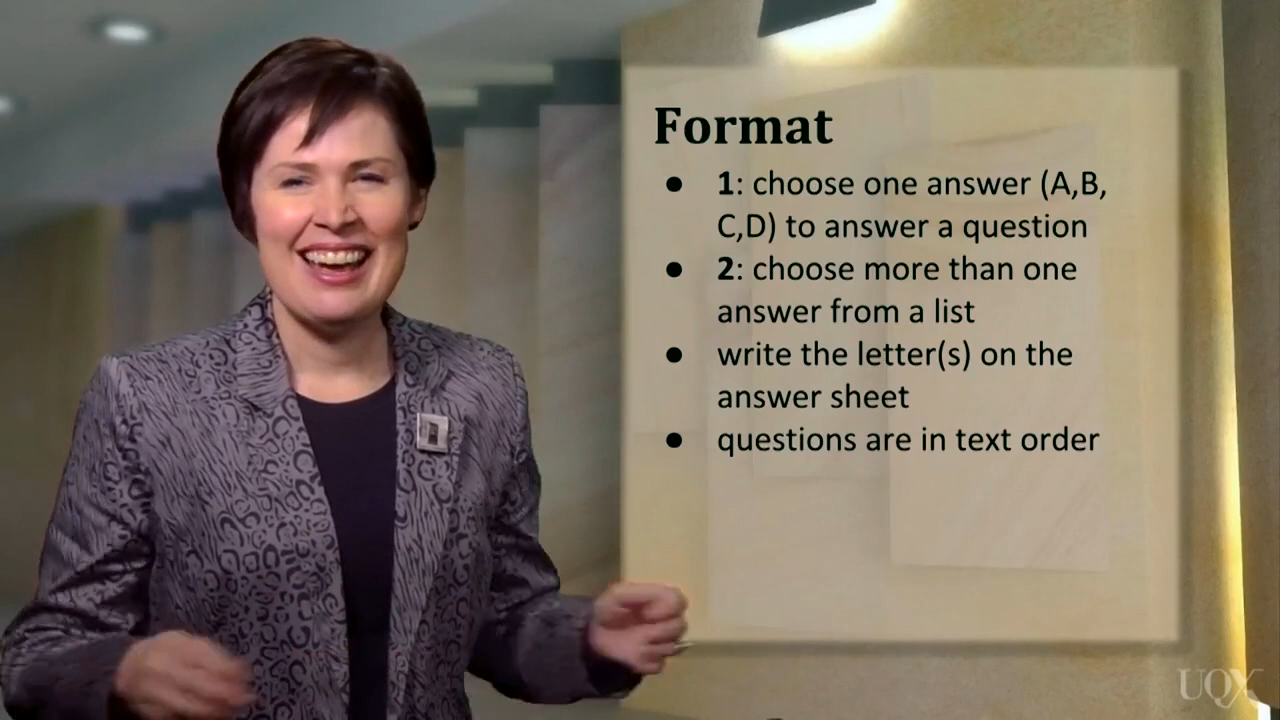 Format
● 1: choose one answer (A,B,
C,D) to answer a question
● 2: choose more than one
answer from a list
● write the letter(s) on the
answer sheet
● questions are in text order
UQX